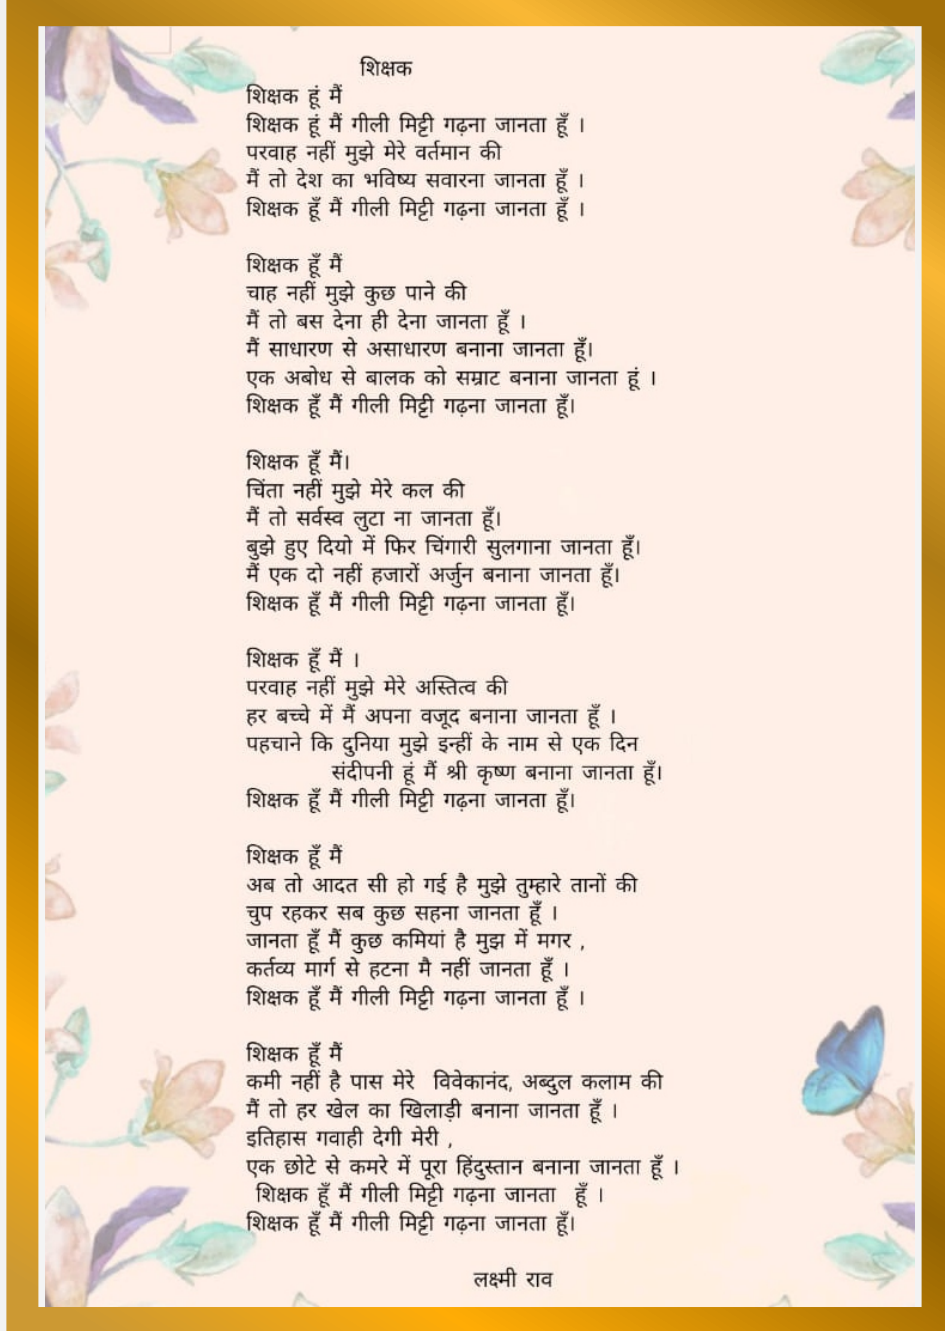 शिक्षक
शिक्षक हूं मैं
शिक्षक हूं मैं गीली मिट्टी गढ़ना जानता हूँ ।
परवाह नहीं मुझे मेरे वर्तमान की
मैं तो देश का भविष्य सवारना जानता हूँ ।
शिक्षक हूँ मैं गीली मिट्टी गढ़ना जानता हूँ ।
शिक्षक हूँ मैं
चाह नहीं मुझे कुछ पाने की
मैं तो बस देना ही देना जानता हूँ ।
मैं साधारण से असाधारण बनाना जानता हूँ।
एक अबोध से बालक को सम्राट बनाना जानता हूं ।
शिक्षक हूँ मैं गीली मिट्टी गढ़ना जानता हूँ।
शिक्षक हूँ मैं।
चिंता नहीं मुझे मेरे कल की
मैं तो सर्वस्व लुटा ना जानता हूँ।
बुझे हुए दियो में फिर चिंगारी सुलगाना जानता हूँ।
मैं एक दो नहीं हजारों अर्जुन बनाना जानता हूँ।
शिक्षक हूँ मैं गीली मिट्टी गढ़ना जानता हूँ।
शिक्षक हूँ मैं ।
परवाह नहीं मुझे मेरे अस्तित्व की
हर बच्चे में मैं अपना वजूद बनाना जानता हूँ ।
पहचाने कि दुनिया मुझे इन्हीं के नाम से एक दिन
संदीपनी हूं मैं श्री कृष्ण बनाना जानता हूँ।
शिक्षक हूँ मैं गीली मिट्टी गढ़ना जानता हूँ।
शिक्षक हूँ मैं
अब तो आदत सी हो गई है मुझे तुम्हारे तानों की
चुप रहकर सब कुछ सहना जानता हूँ ।
जानता हूँ मैं कुछ कमियां है मुझ में मगर ,
कर्तव्य मार्ग से हटना मै नहीं जानता हूँ ।
शिक्षक हूँ मैं गीली मिट्टी गढ़ना जानता हूँ ।
शिक्षक हूँ मैं
कमी नहीं है पास मेरे विवेकानंद, अब्दुल कलाम की
मैं तो हर खेल का खिलाड़ी बनाना जानता हूँ ।
इतिहास गवाही देगी मेरी ,
एक छोटे से कमरे में पूरा हिंदुस्तान बनाना जानता हूँ ।
शिक्षक हूँ मैं गीली मिट्टी गढ़ना जानता हूँ ।
शिक्षक हूँ मैं गीली मिट्टी गढ़ना जानता हूँ।
लक्ष्मी राव